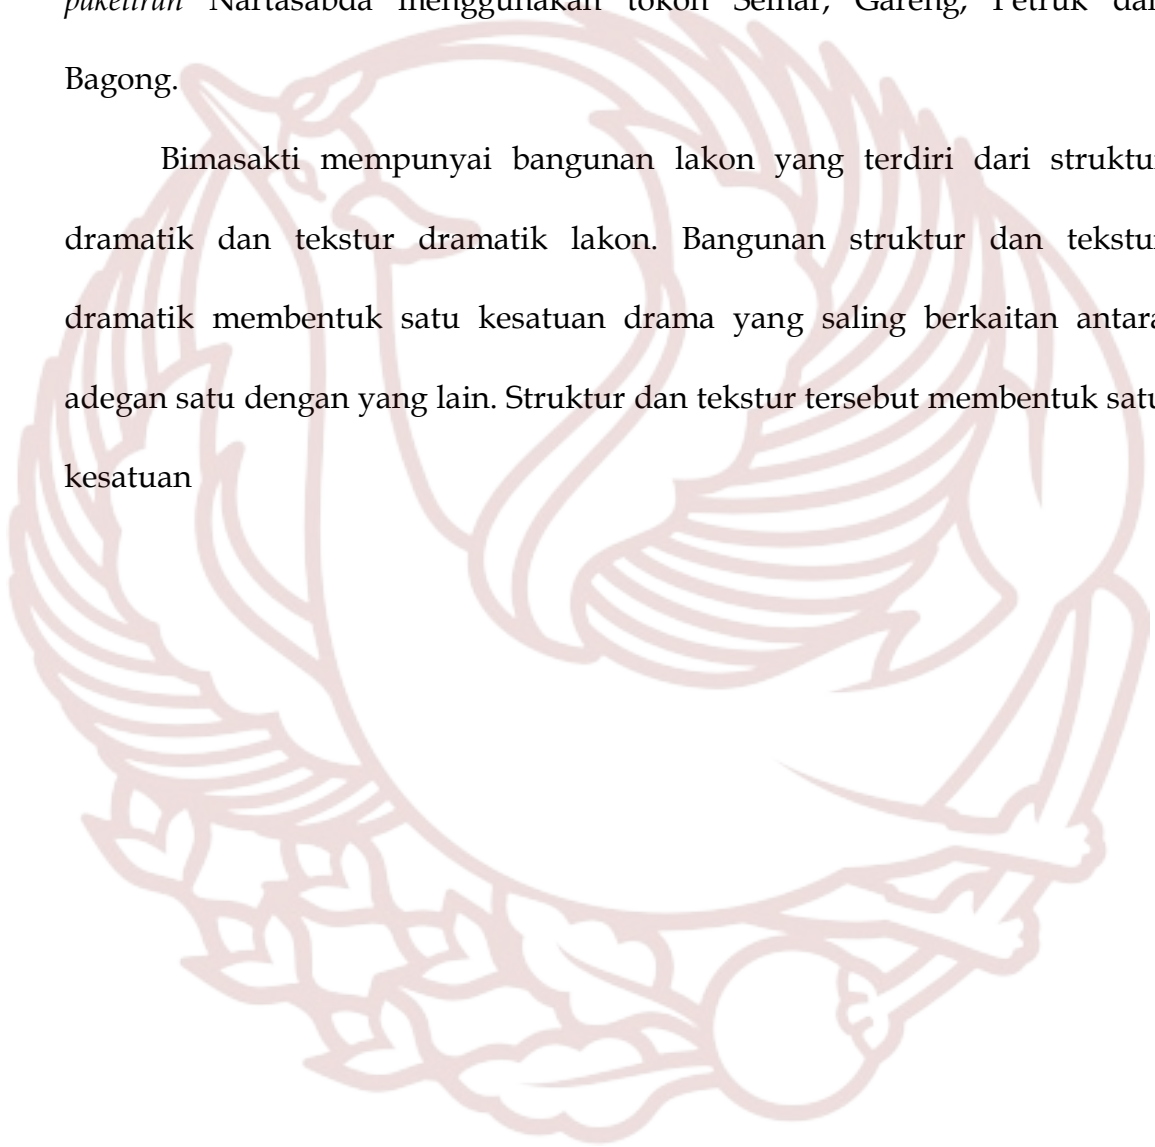 pakeliran Nartasabda menggunakan tokoh Semar, Gareng, Petruk dan
Bagong.
Bimasakti mempunyai bangunan lakon yang terdiri dari struktur
dramatik dan tekstur dramatik lakon. Bangunan struktur dan tekstur
dramatik membentuk satu kesatuan drama yang saling berkaitan antara
adegan satu dengan yang lain. Struktur dan tekstur tersebut membentuk satu
kesatuan